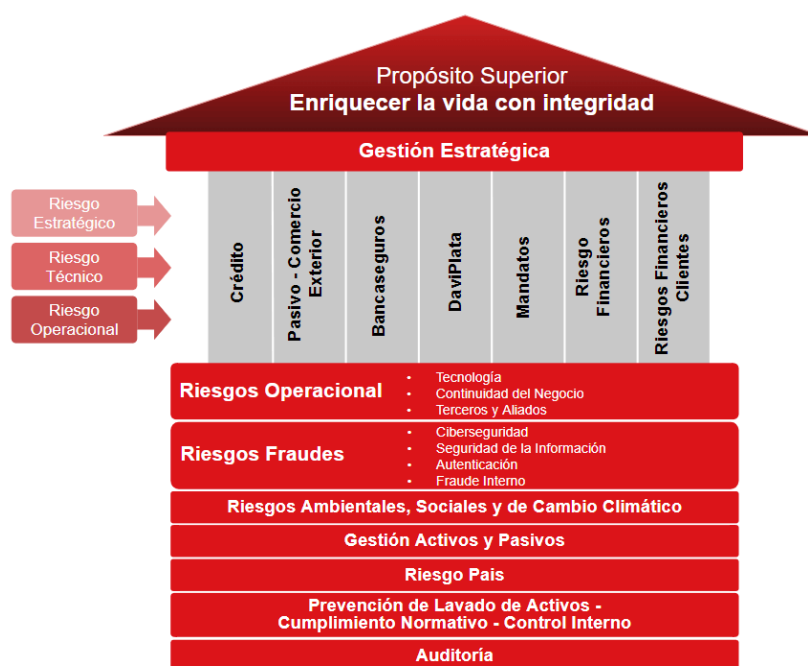 Propósito Superior
Enriquecer la vida con integridad
Gestión Estratégica
Riesgo
Estratégico
Riesgo
Técnico
Riesgo
Operacional
Crédito
Pasivo - Comercio
Exterior
Bancaseguros
DaviPlata
Mandatos
Riesgo
Financieros
Riesgos Financieros
Clientes
Riesgos Operacional
• Tecnología
• Continuidad del Negocio
• Terceros y Aliados
Riesgos Fraudes
• Ciberseguridad
• Seguridad de la Información
• Autenticación
• Fraude Interno
Riesgos Ambientales, Sociales y de Cambio Climático
Gestión Activos y Pasivos
Riesgo Pais
Prevención de Lavado de Activos -
Cumplimiento Normativo - Control Interno
Auditoría